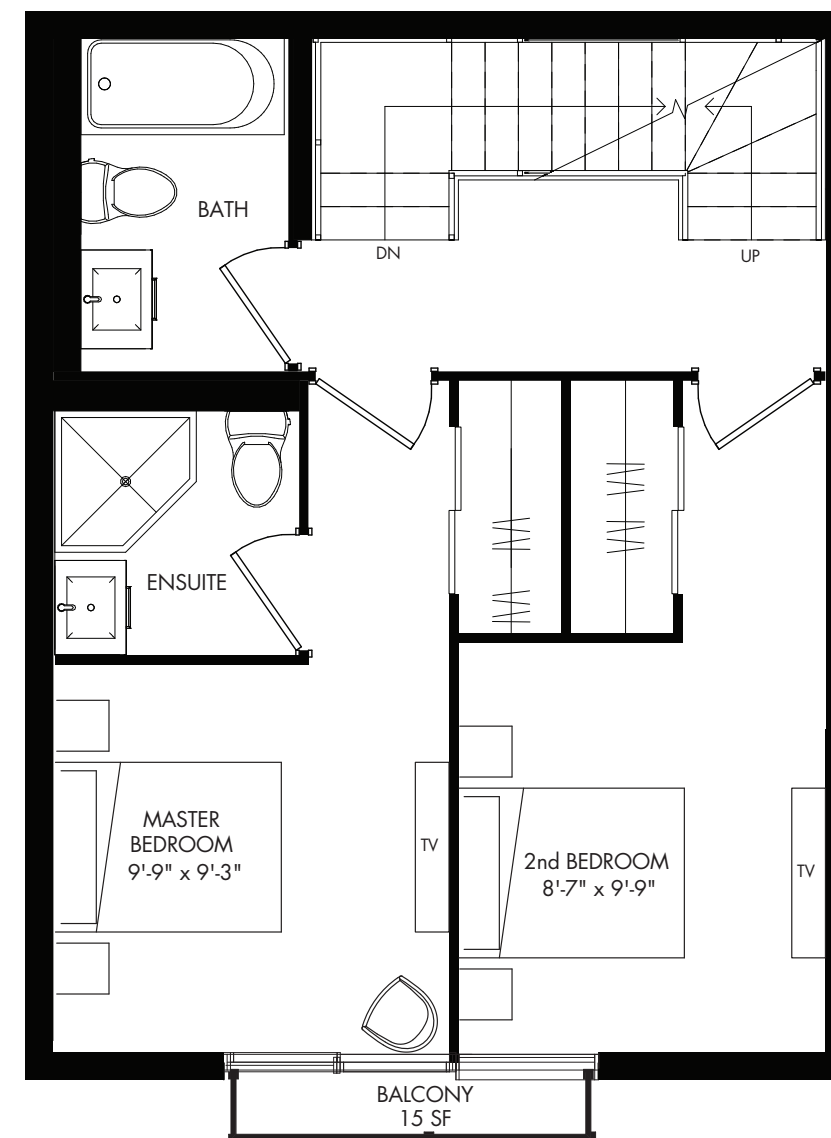 BATH
DN
UP
ENSUITE
MASTER
BEDROOM
9'-9" x 9'-3"
TV
2nd BEDROOM
8'-7" x 9'-9"
TV
BALCONY
15 SF